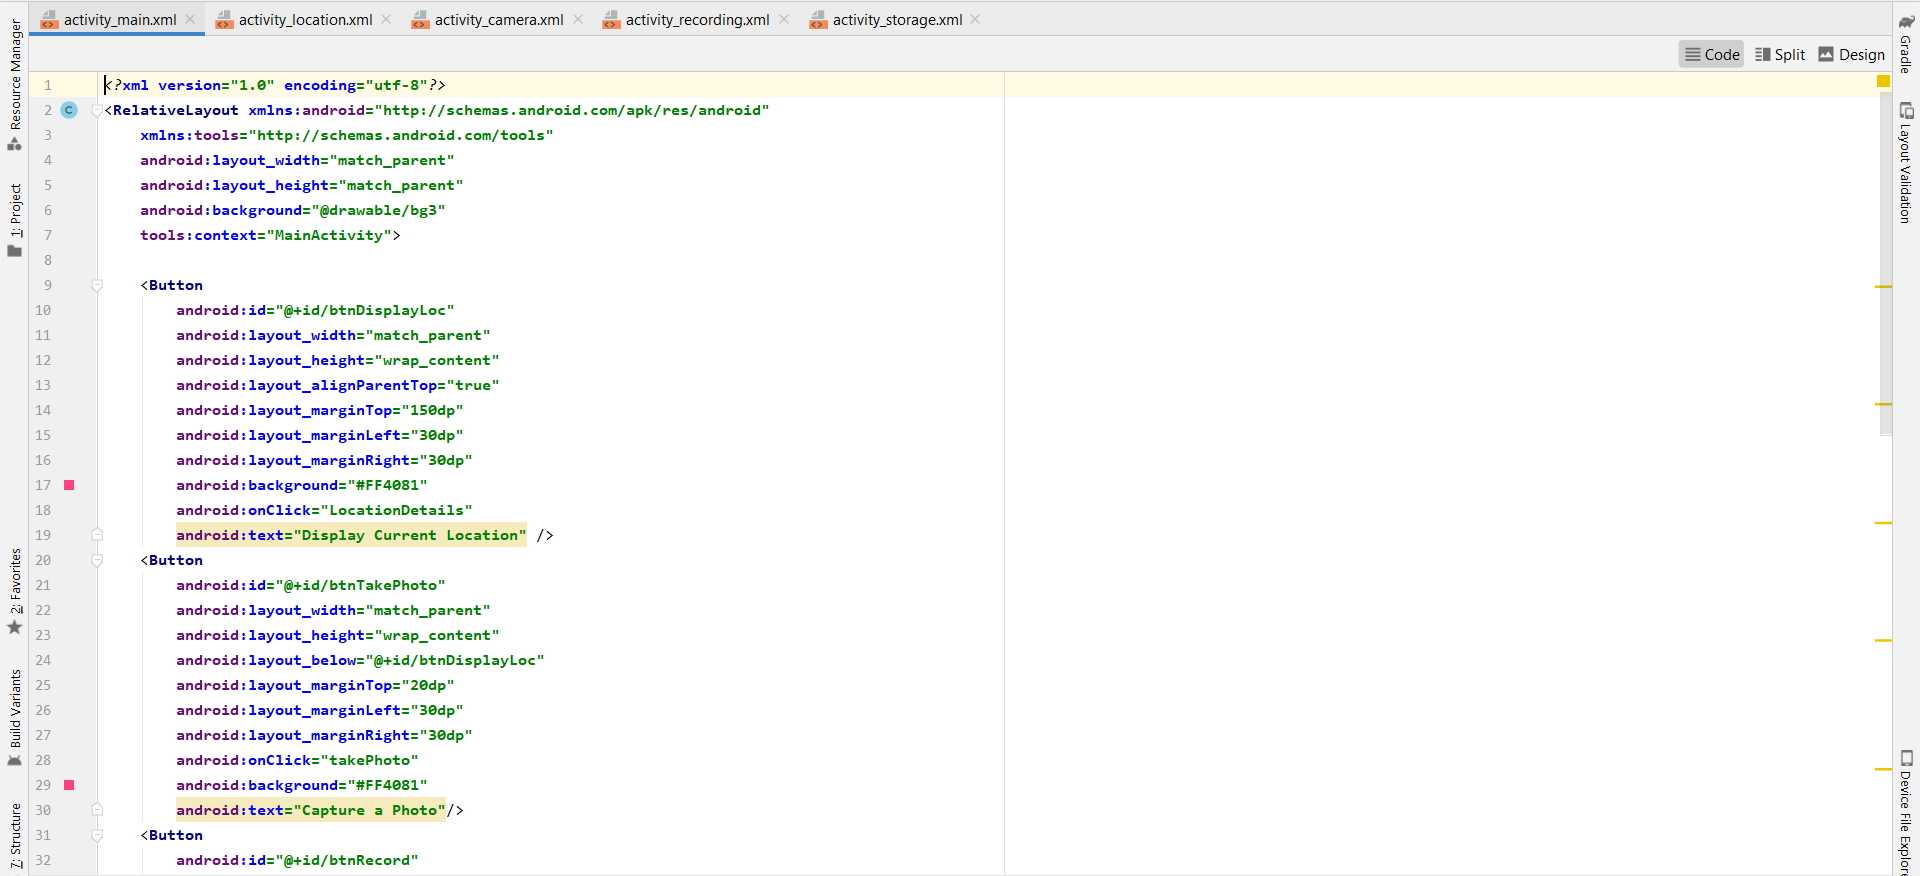 activity_main.xml
activity_location.xml
activity_camera.xml
activity_recording.xml
activity_storage.xml
Code
Split
Design
Resource Manager
1: Project
2: Favorites
Build Variants
7: Structure
1 <?xml version="1.0" encoding="utf-8"?>
2 C <RelativeLayout xmlns:android="http://schemas.android.com/apk/res/android"
3 xmlns:tools="http://schemas.android.com/tools"
4 android:layout_width="match_parent"
5 android:layout_height="match_parent"
6 android:background="@drawable/bg3"
7 tools:context="MainActivity">
8
9 <Button
10 android:id="@+id/btnDisplayLoc"
11 android:layout_width="match_parent"
12 android:layout_height="wrap_content"
13 android:layout_alignParentTop="true"
14 android:layout_marginTop="150dp"
15 android:layout_marginLeft="30dp"
16 android:layout_marginRight="30dp"
17 android:background="#FF4081"
18 android:onClick="LocationDetails"
19 android:text="Display Current Location" />
20 <Button
21 android:id="@+id/btnTakePhoto"
22 android:layout_width="match_parent"
23 android:layout_height="wrap_content"
24 android:layout_below="@+id/btnDisplayLoc"
25 android:layout_marginTop="20dp"
26 android:layout_marginLeft="30dp"
27 android:layout_marginRight="30dp"
28 android:onClick="takePhoto"
29 android:background="#FF4081"
30 android:text="Capture a Photo"/>
31 <Button
32 android:id="@+id/btnRecord"
Gradle
Layout Validation
Device File Explore